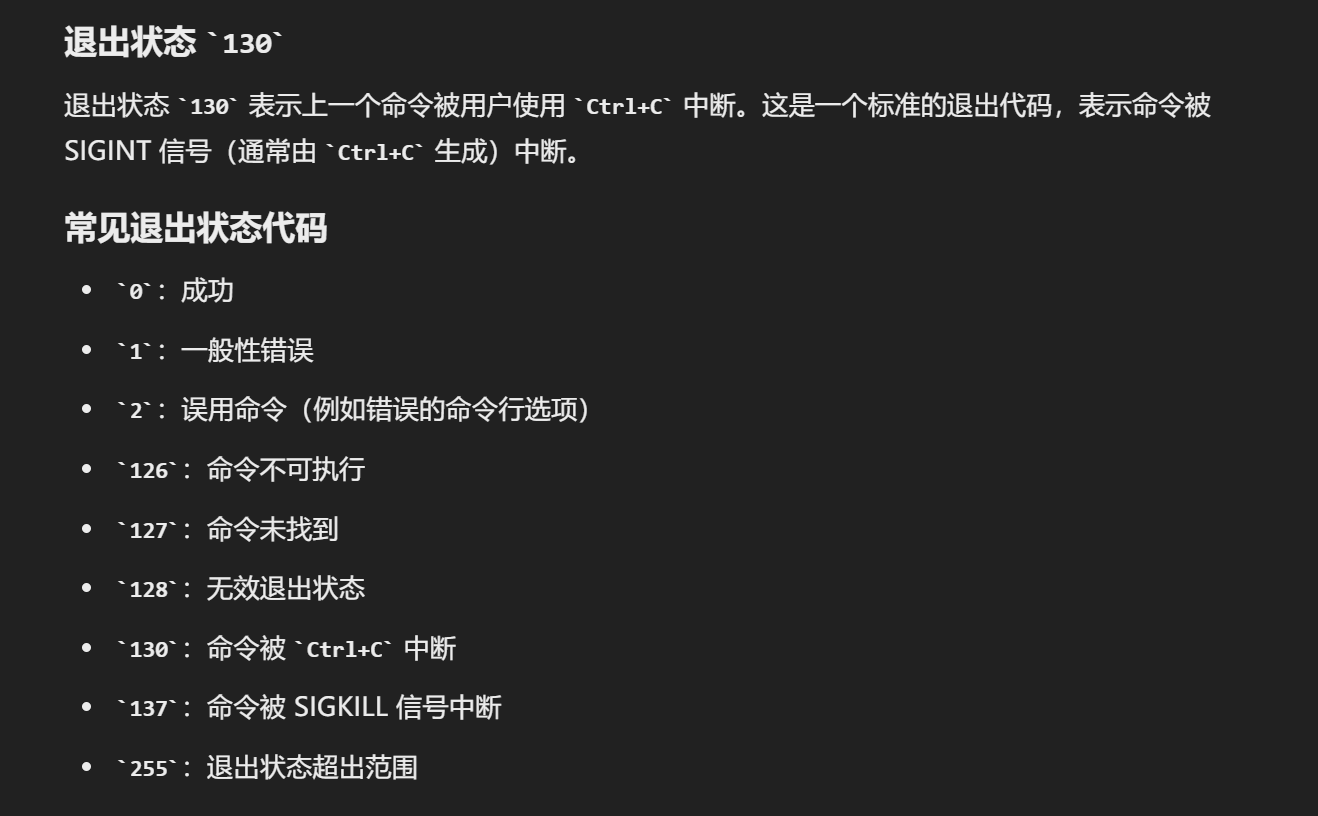 退出状态 `130`
退出状态 `130` 表示上一个命令被用户使用 `Ctrl+C` 中断。这是一个标准的退出代码，表示命令被
SIGINT 信号（通常由 `Ctrl+C` 生成）中断。
常见退出状态代码
• `0`：成功
• `1`：一般性错误
• `2`：误用命令（例如错误的命令行选项）
• `126`：命令不可执行
• `127`：命令未找到
• `128`：无效退出状态
• `130`：命令被 `Ctrl+C` 中断
• `137`：命令被 SIGKILL 信号中断
• `255`：退出状态超出范围